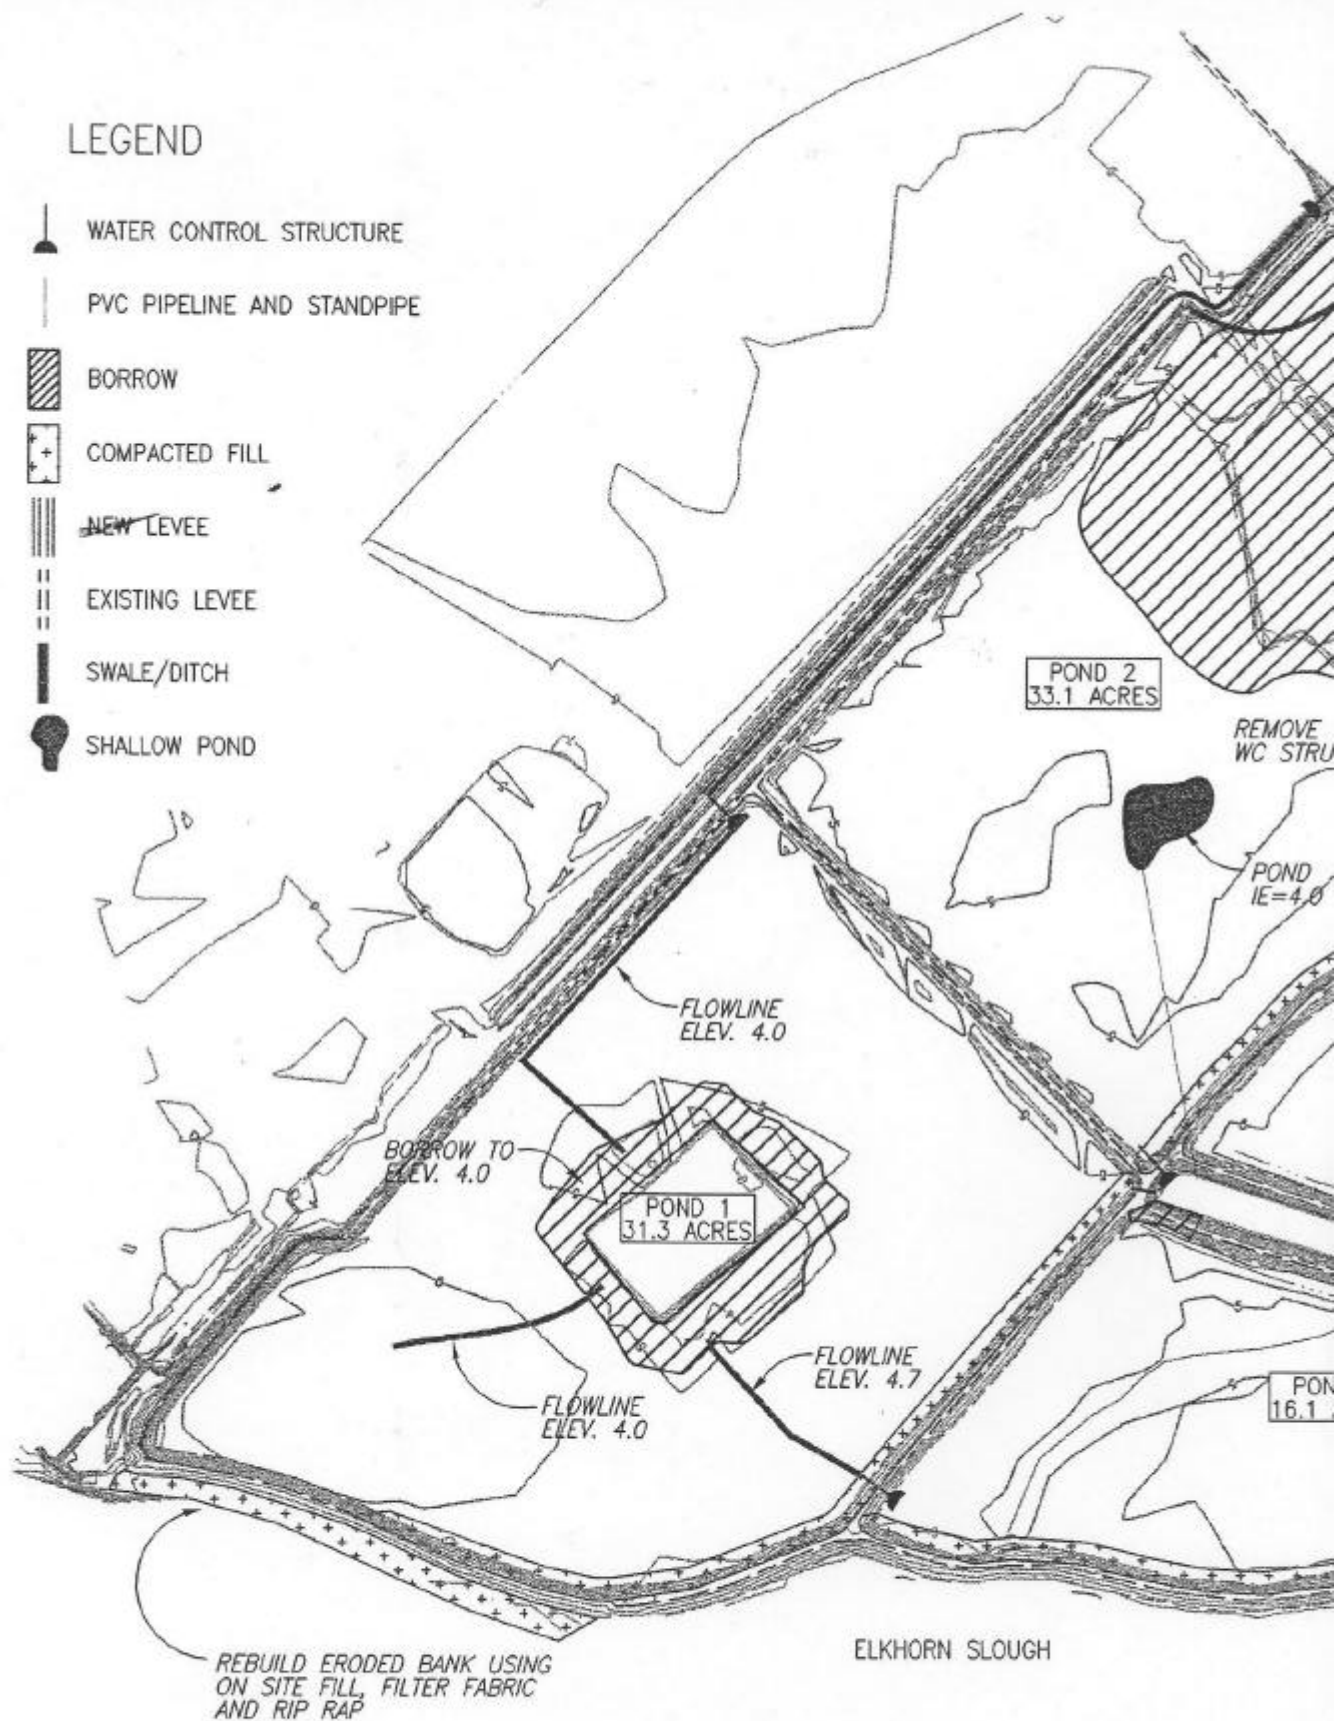 LEGEND
WATER CONTROL STRUCTURE
PVC PIPELINE AND STANDPIPE
BORROW
COMPACTED FILL
NEW LEVEE
EXISTING LEVEE
SWALE/DITCH
SHALLOW POND
POND 2
33.1 ACRES
REMOVE
WC STRU
POND
IE=4.0
FLOWLINE
ELEV. 4.0
BORROW TO
ELEV. 4.0
POND 1
31.3 ACRES
FLOWLINE
ELEV. 4.7
FLOWLINE
ELEV. 4.0
PON
16.1
ELKHORN SLOUGH
REBUILD ERODED BANK USING
ON SITE FILL, FILTER FABRIC
AND RIP RAP